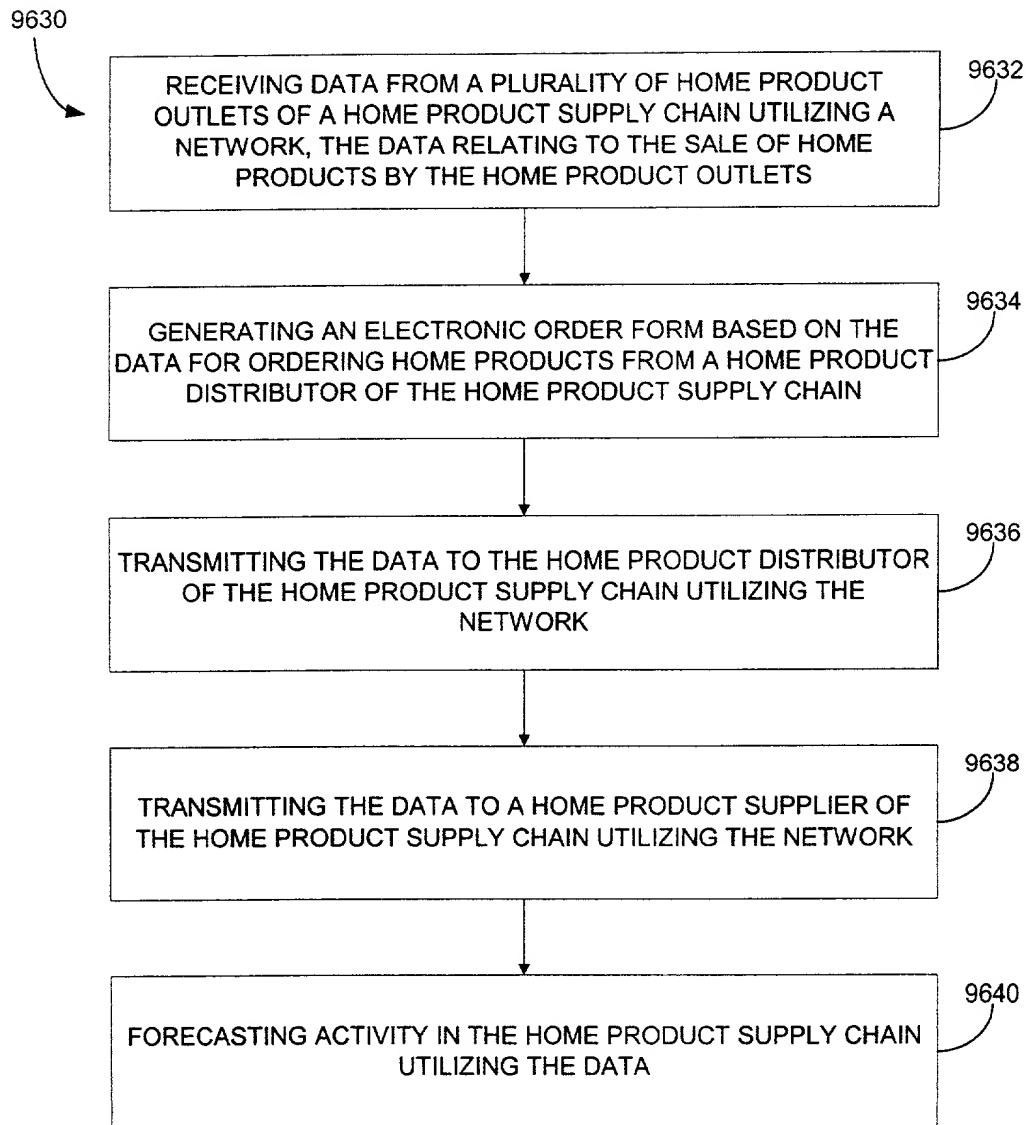 9630
RECEIVING DATA FROM A PLURALITY OF HOME PRODUCT
OUTLETS OF A HOME PRODUCT SUPPLY CHAIN UTILIZING A
NETWORK, THE DATA RELATING TO THE SALE OF HOME
PRODUCTS BY THE HOME PRODUCT OUTLETS
9632
GENERATING AN ELECTRONIC ORDER FORM BASED ON THE
DATA FOR ORDERING HOME PRODUCTS FROM A HOME PRODUCT
DISTRIBUTOR OF THE HOME PRODUCT SUPPLY CHAIN
9634
TRANSMITTING THE DATA TO THE HOME PRODUCT DISTRIBUTOR
OF THE HOME PRODUCT SUPPLY CHAIN UTILIZING THE
NETWORK
9636
TRANSMITTING THE DATA TO A HOME PRODUCT SUPPLIER OF
THE HOME PRODUCT SUPPLY CHAIN UTILIZING THE NETWORK
9638
FORECASTING ACTIVITY IN THE HOME PRODUCT SUPPLY CHAIN
UTILIZING THE DATA
9640